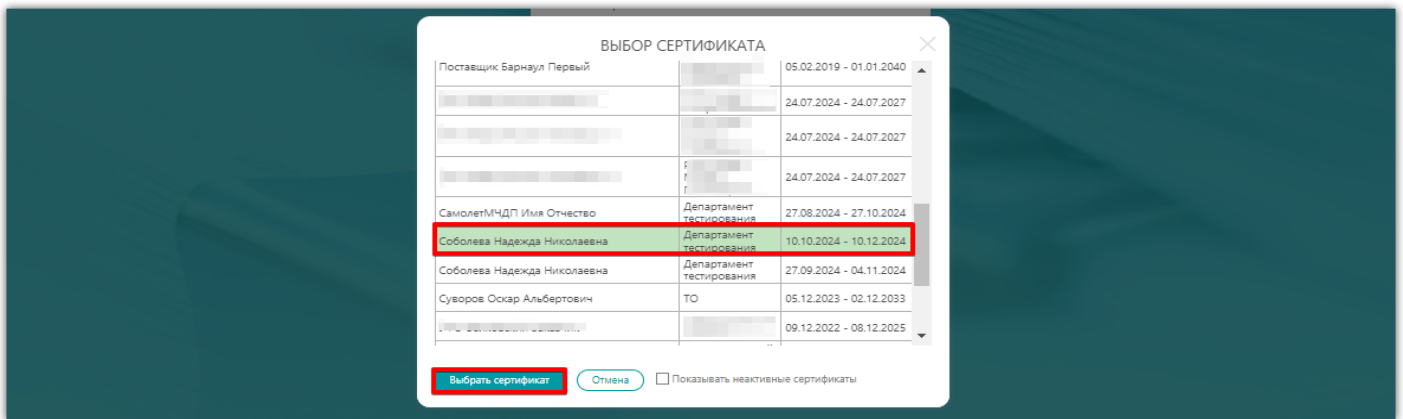 ВЫБОР СЕРТИФИКАТА
Поставщик Барнаул Первый 05.02.2019 - 01.01.2040
24.07.2024 - 24.07.2027
24.07.2024 - 24.07.2027
24.07.2024 - 24.07.2027
СамолетМЧДП Имя Отчество Департамент тестирования 27.08.2024 - 27.10.2024
Соболева Надежда Николаевна Департамент тестирования 10.10.2024 - 10.12.2024
Соболева Надежда Николаевна Департамент тестирования 27.09.2024 - 04.11.2024
Суворов Оскар Альбертович ТО 05.12.2023 - 02.12.2033
09.12.2022 - 08.12.2025
Выбрать сертификат Отмена Показывать неактивные сертификаты